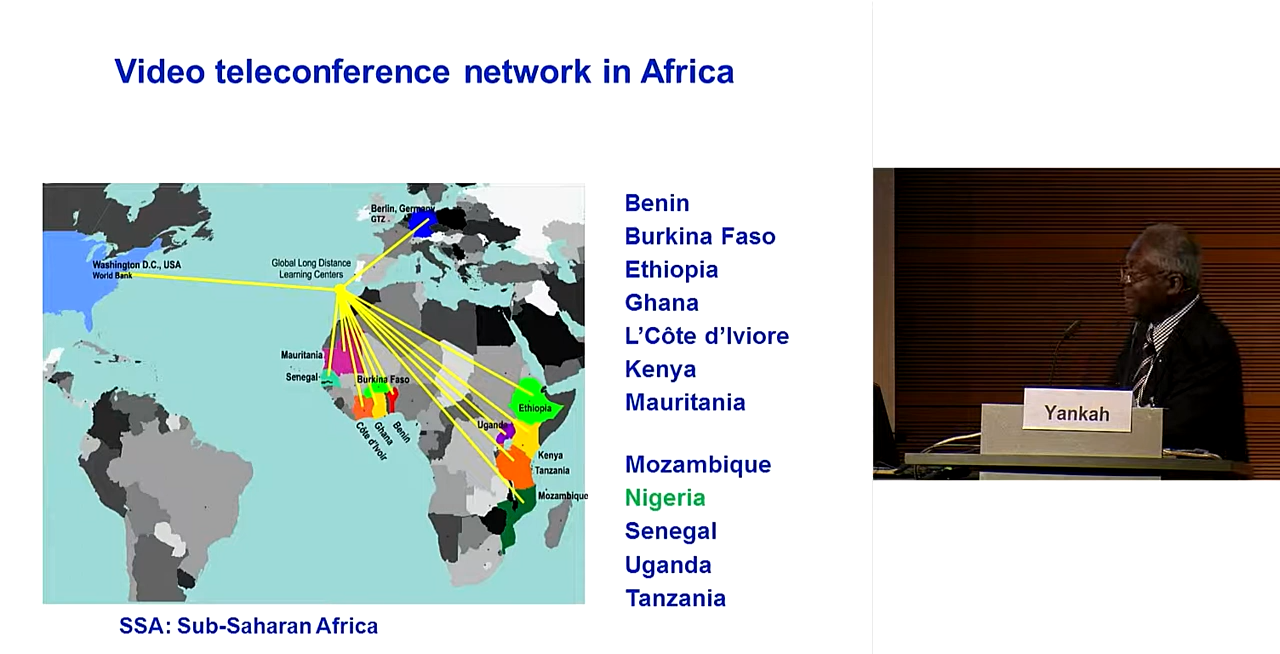 Video teleconference network in Africa
Berlin, Germany
GTZ
Washington D.C., USA
World Bank
Global Long Distance
Learning Centers
Mauritania
Senegal
Burkina Faso
Côte d'Ivoir
Ghana
Benin
Ethiopia
Uganda
Kenya
Tanzania
Mozambique
SSA: Sub-Saharan Africa
Benin
Burkina Faso
Ethiopia
Ghana
L'Côte d'Iviore
Kenya
Mauritania
Mozambique
Nigeria
Senegal
Uganda
Tanzania
Yankah